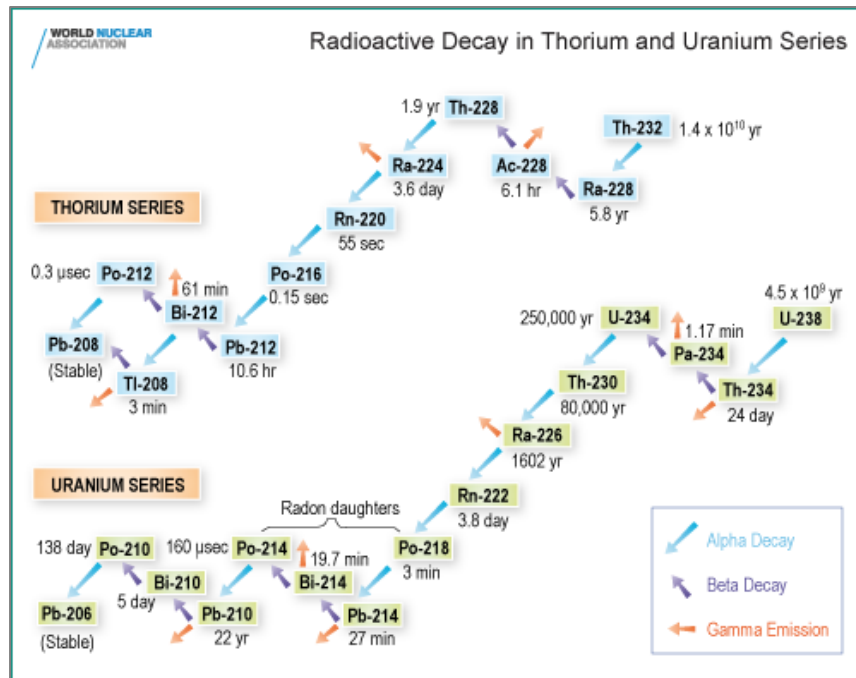 WORLD NUCLEAR
ASSOCIATION
Radioactive Decay in Thorium and Uranium Series
1.9 yr Th-228
Th-232 1.4 x 10¹⁰ yr
Ra-224
3.6 day
Ac-228
6.1 hr
Ra-228
5.8 yr
THORIUM SERIES
Rn-220
55 sec
0.3 µsec Po-212
61 min
Bi-212
Po-216
0.15 sec
Pb-208
(Stable)
Pb-212
10.6 hr
Tl-208
3 min
4.5 x 10⁹ yr
U-238
250,000 yr U-234
1.17 min
Pa-234
Th-234
24 day
Th-230
80,000 yr
Ra-226
1602 yr
URANIUM SERIES
Rn-222
3.8 day
Radon daughters
138 day Po-210
160 µsec Po-214
19.7 min
Po-218
3 min
Bi-210
5 day
Bi-214
Pb-206
(Stable)
Pb-210
22 yr
Pb-214
27 min
Alpha Decay
Beta Decay
Gamma Emission